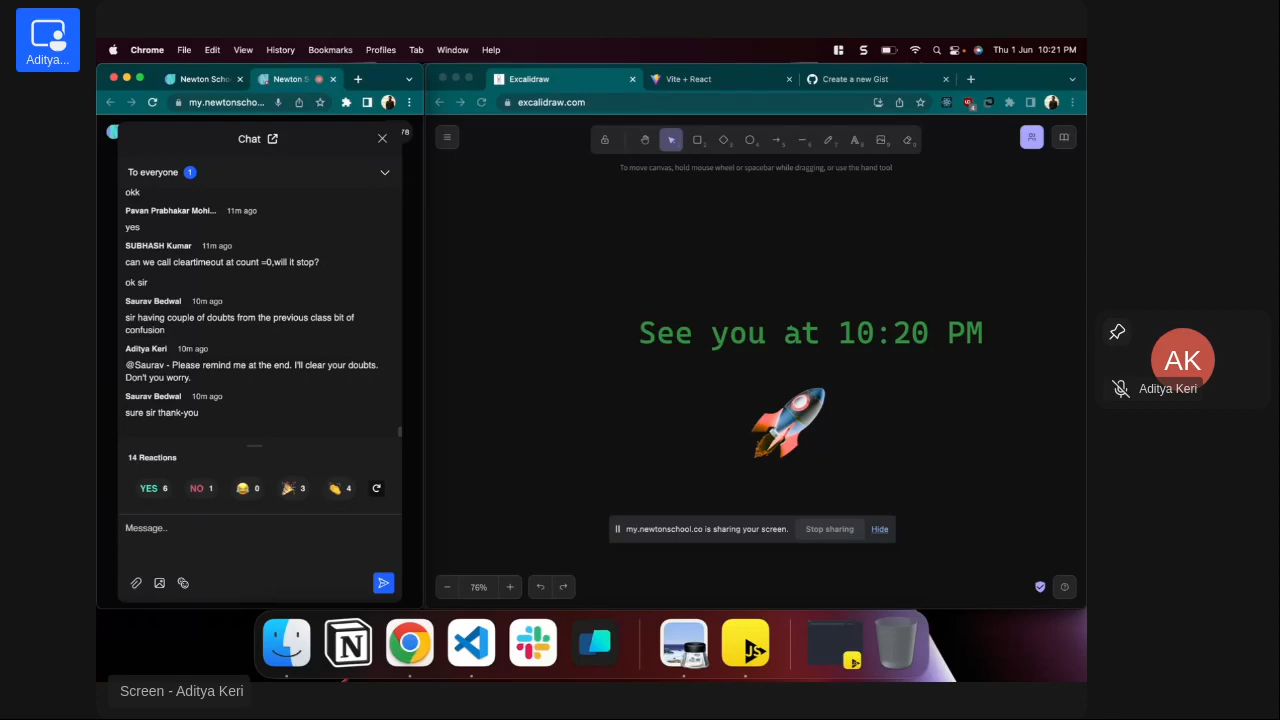 Aditya...
Chrome File Edit View History Bookmarks Profiles Tab Window Help
Thu 1 Jun 10:21 PM
Newton Scho
Newton S
Excalidraw
Vite + React
Create a new Gist
my.newtonscho...
excalidraw.com
/78
Chat
To everyone 1
okk
Pavan Prabhakar Mohi... 11m ago
yes
SUBHASH Kumar 11m ago
can we call cleartimeout at count =0,will it stop?
ok sir
Saurav Bedwal 10m ago
sir having couple of doubts from the previous class bit of
confusion
Aditya Keri 10m ago
@Saurav - Please remind me at the end. I'll clear your doubts.
Don't you worry.
Saurav Bedwal 10m ago
sure sir thank-you
14 Reactions
YES 6 NO 1 0 3 4
Message..
To move canvas, hold mouse wheel or spacebar while dragging, or use the hand tool
See you at 10:20 PM
my.newtonschool.co is sharing your screen. Stop sharing Hide
76%
AK
Aditya Keri
JS
JS
Screen - Aditya Keri